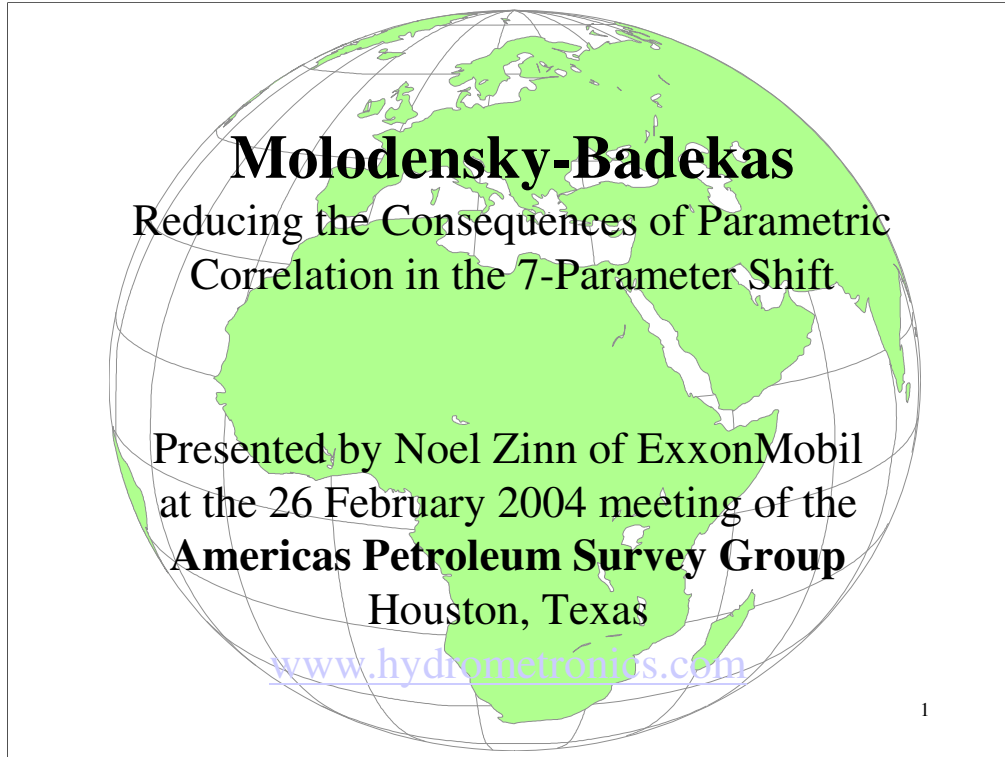 Molodensky-Badekas
Reducing the Consequences of Parametric
Correlation in the 7-Parameter Shift
Presented by Noel Zinn of ExxonMobil
at the 26 February 2004 meeting of the
Americas Petroleum Survey Group
Houston, Texas
www.hydrometronics.com
1